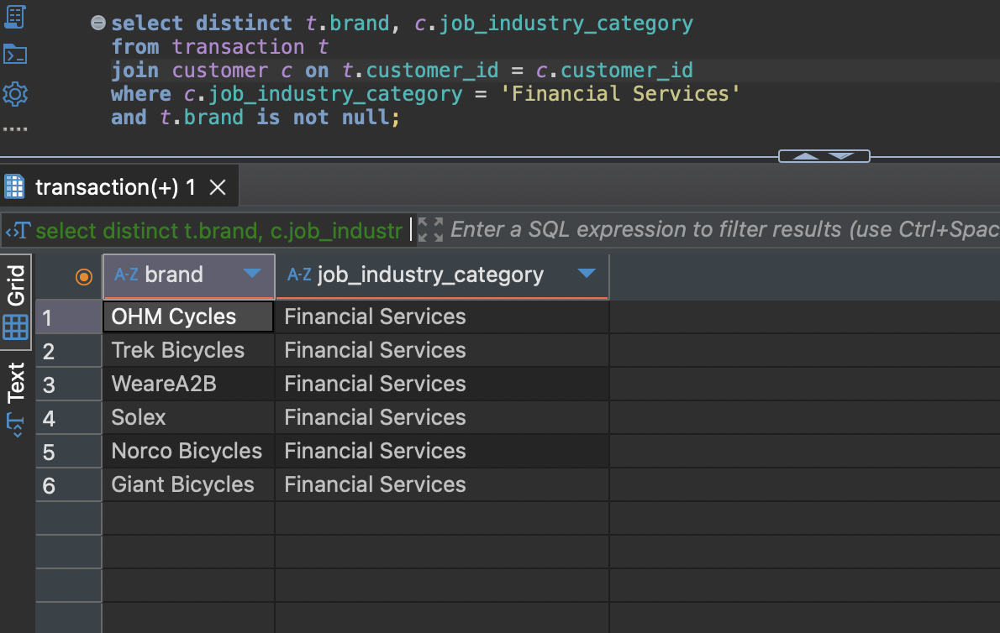 select distinct t.brand, c.job_industry_category
from transaction t
join customer c on t.customer_id = c.customer_id
where c.job_industry_category = 'Financial Services'
and t.brand is not null;
transaction(+) 1
select distinct t.brand, c.job_industr
Enter a SQL expression to filter results (use Ctrl+Spac
Grid
Text
A-Z brand A-Z job_industry_category
1 OHM Cycles Financial Services
2 Trek Bicycles Financial Services
3 WeareA2B Financial Services
4 Solex Financial Services
5 Norco Bicycles Financial Services
6 Giant Bicycles Financial Services